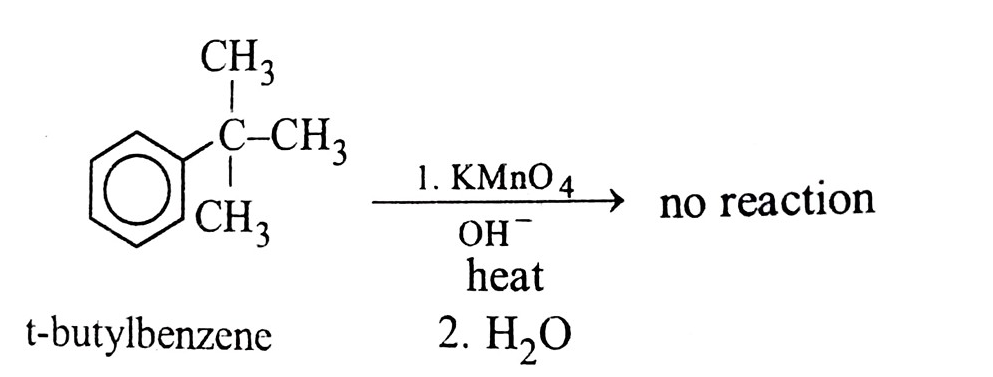 CH₃
C–CH₃
CH₃
1. KMnO₄
OH⁻
heat
2. H₂O
no reaction
t-butylbenzene